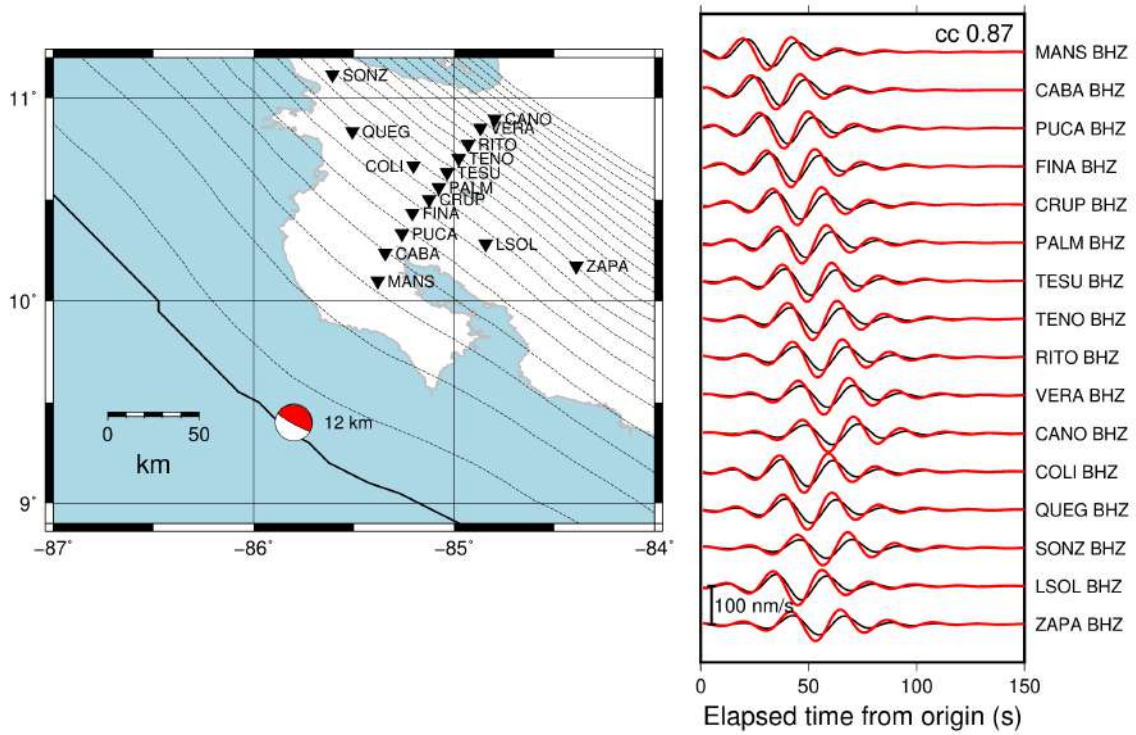 11°
10°
9°
−87
−86
−85
−84
SONZ
CANO
VERA
QUEG
RITO
TENO
COLI
TESU
PALM
CRUP
FINA
PUCA
LSOL
CABA
ZAPA
MANS
12 km
0 50
km
cc 0.87
MANS BHZ
CABA BHZ
PUCA BHZ
FINA BHZ
CRUP BHZ
PALM BHZ
TESU BHZ
TENO BHZ
RITO BHZ
VERA BHZ
CANO BHZ
COLI BHZ
QUEG BHZ
SONZ BHZ
LSOL BHZ
100 nm/s
ZAPA BHZ
0 50 100 150
Elapsed time from origin (s)